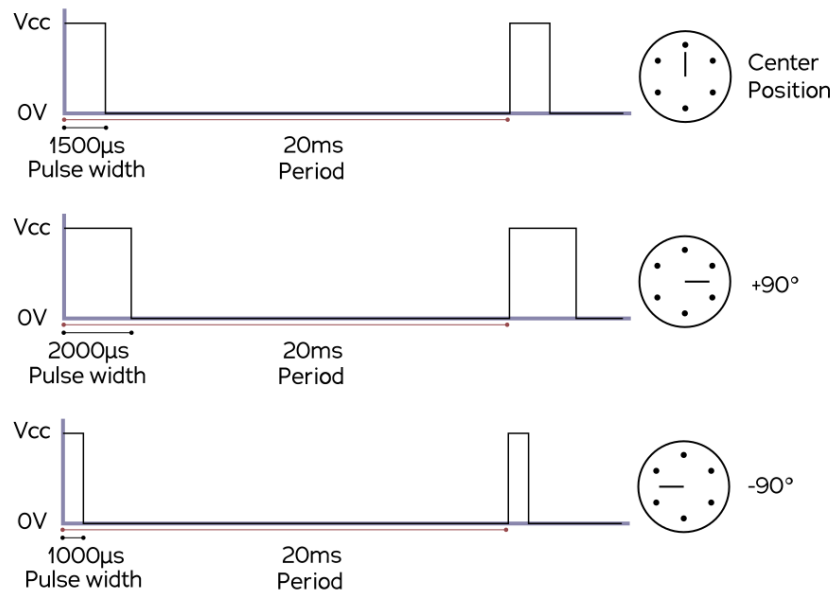 Vcc
0V
1500µs
Pulse width
20ms
Period
Center
Position
Vcc
0V
2000µs
Pulse width
20ms
Period
+90°
Vcc
0V
1000µs
Pulse width
20ms
Period
-90°